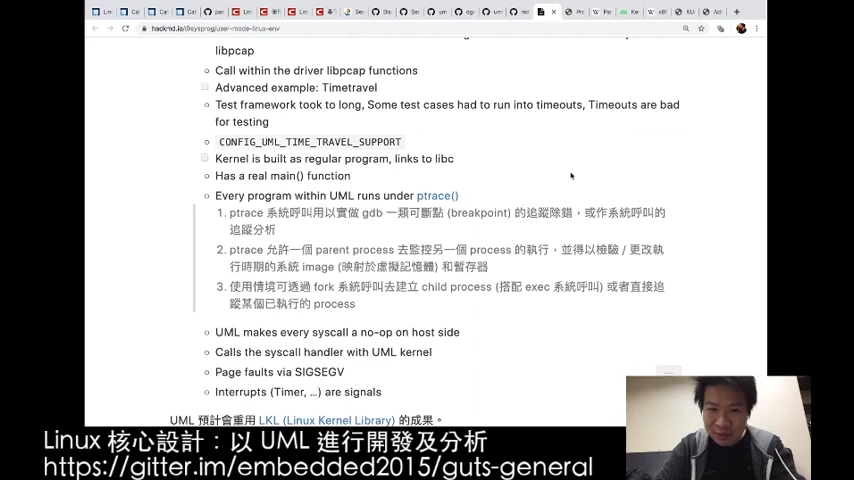 hackmd.io/@sysprog/user-mode-linux-env
libpcap
Call within the driver libpcap functions
Advanced example: Timetravel
Test framework took to long, Some test cases had to run into timeouts, Timeouts are bad
for testing
CONFIG_UML_TIME_TRAVEL_SUPPORT
Kernel is built as regular program, links to libc
Has a real main() function
Every program within UML runs under ptrace()
1. ptrace 系統呼叫用以實做 gdb 一類可斷點 (breakpoint) 的追蹤除錯，或作系統呼叫的
追蹤分析
2. ptrace 允許一個 parent process 去監控另一個 process 的執行，並得以檢驗 / 更改執
行時期的系統 image (映射於虛擬記憶體) 和暫存器
3. 使用情境可透過 fork 系統呼叫去建立 child process (搭配 exec 系統呼叫) 或者直接追
蹤某個已執行的 process
UML makes every syscall a no-op on host side
Calls the syscall handler with UML kernel
Page faults via SIGSEGV
Interrupts (Timer, ...) are signals
UML 預計會重用 LKL (Linux Kernel Library) 的成果。
Linux 核心設計：以 UML 進行開發及分析
https://gitter.im/embedded2015/guts-general